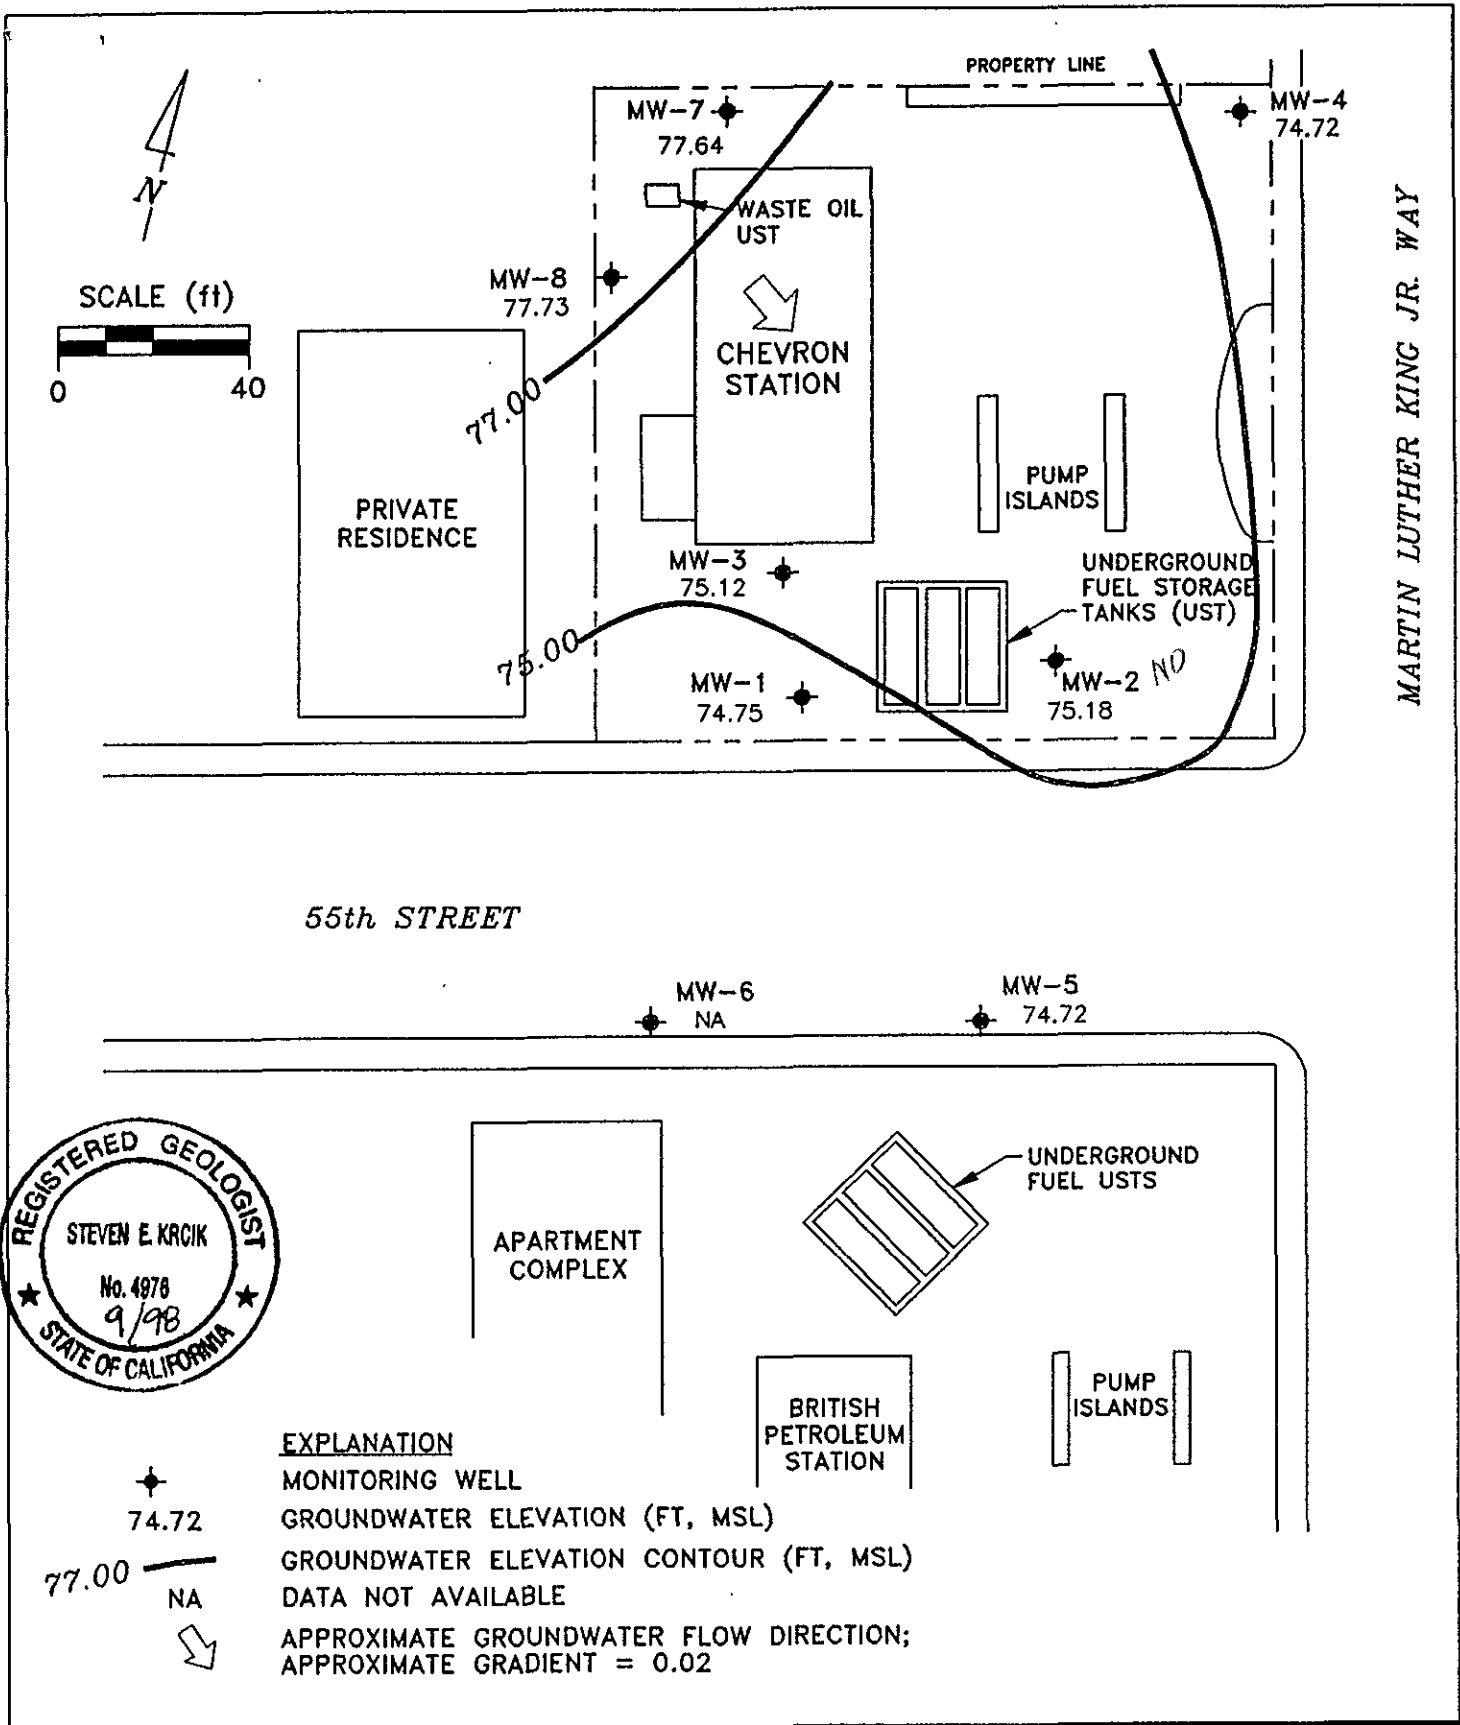 PROPERTY LINE
MW-7
77.64
MW-4
74.72
N
WASTE OIL
UST
SCALE (ft)
0 40
MW-8
77.73
CHEVRON
STATION
77.00
MARTIN LUTHER KING JR. WAY
PUMP
ISLANDS
PRIVATE
RESIDENCE
MW-3
75.12
UNDERGROUND
FUEL STORAGE
TANKS (UST)
75.00
MW-1
74.75
MW-2
75.18
NO
55th STREET
MW-6
NA
MW-5
74.72
UNDERGROUND
FUEL USTS
APARTMENT
COMPLEX
REGISTERED GEOLOGIST
STEVEN E. KRCIK
No. 4976
9/98
STATE OF CALIFORNIA
PUMP
ISLANDS
BRITISH
PETROLEUM
STATION
EXPLANATION
MONITORING WELL
74.72 GROUNDWATER ELEVATION (FT, MSL)
77.00 GROUNDWATER ELEVATION CONTOUR (FT, MSL)
NA DATA NOT AVAILABLE
APPROXIMATE GROUNDWATER FLOW DIRECTION;
APPROXIMATE GRADIENT = 0.02